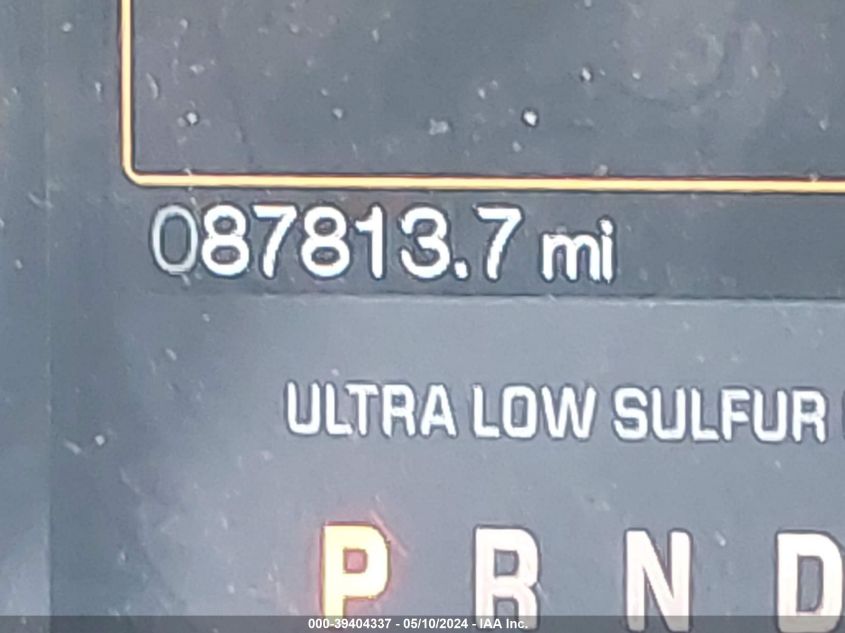 087813.7 mi
ULTRA LOW SULFUR
P R N D
000-39404337 - 05/10/2024 - IAA Inc.